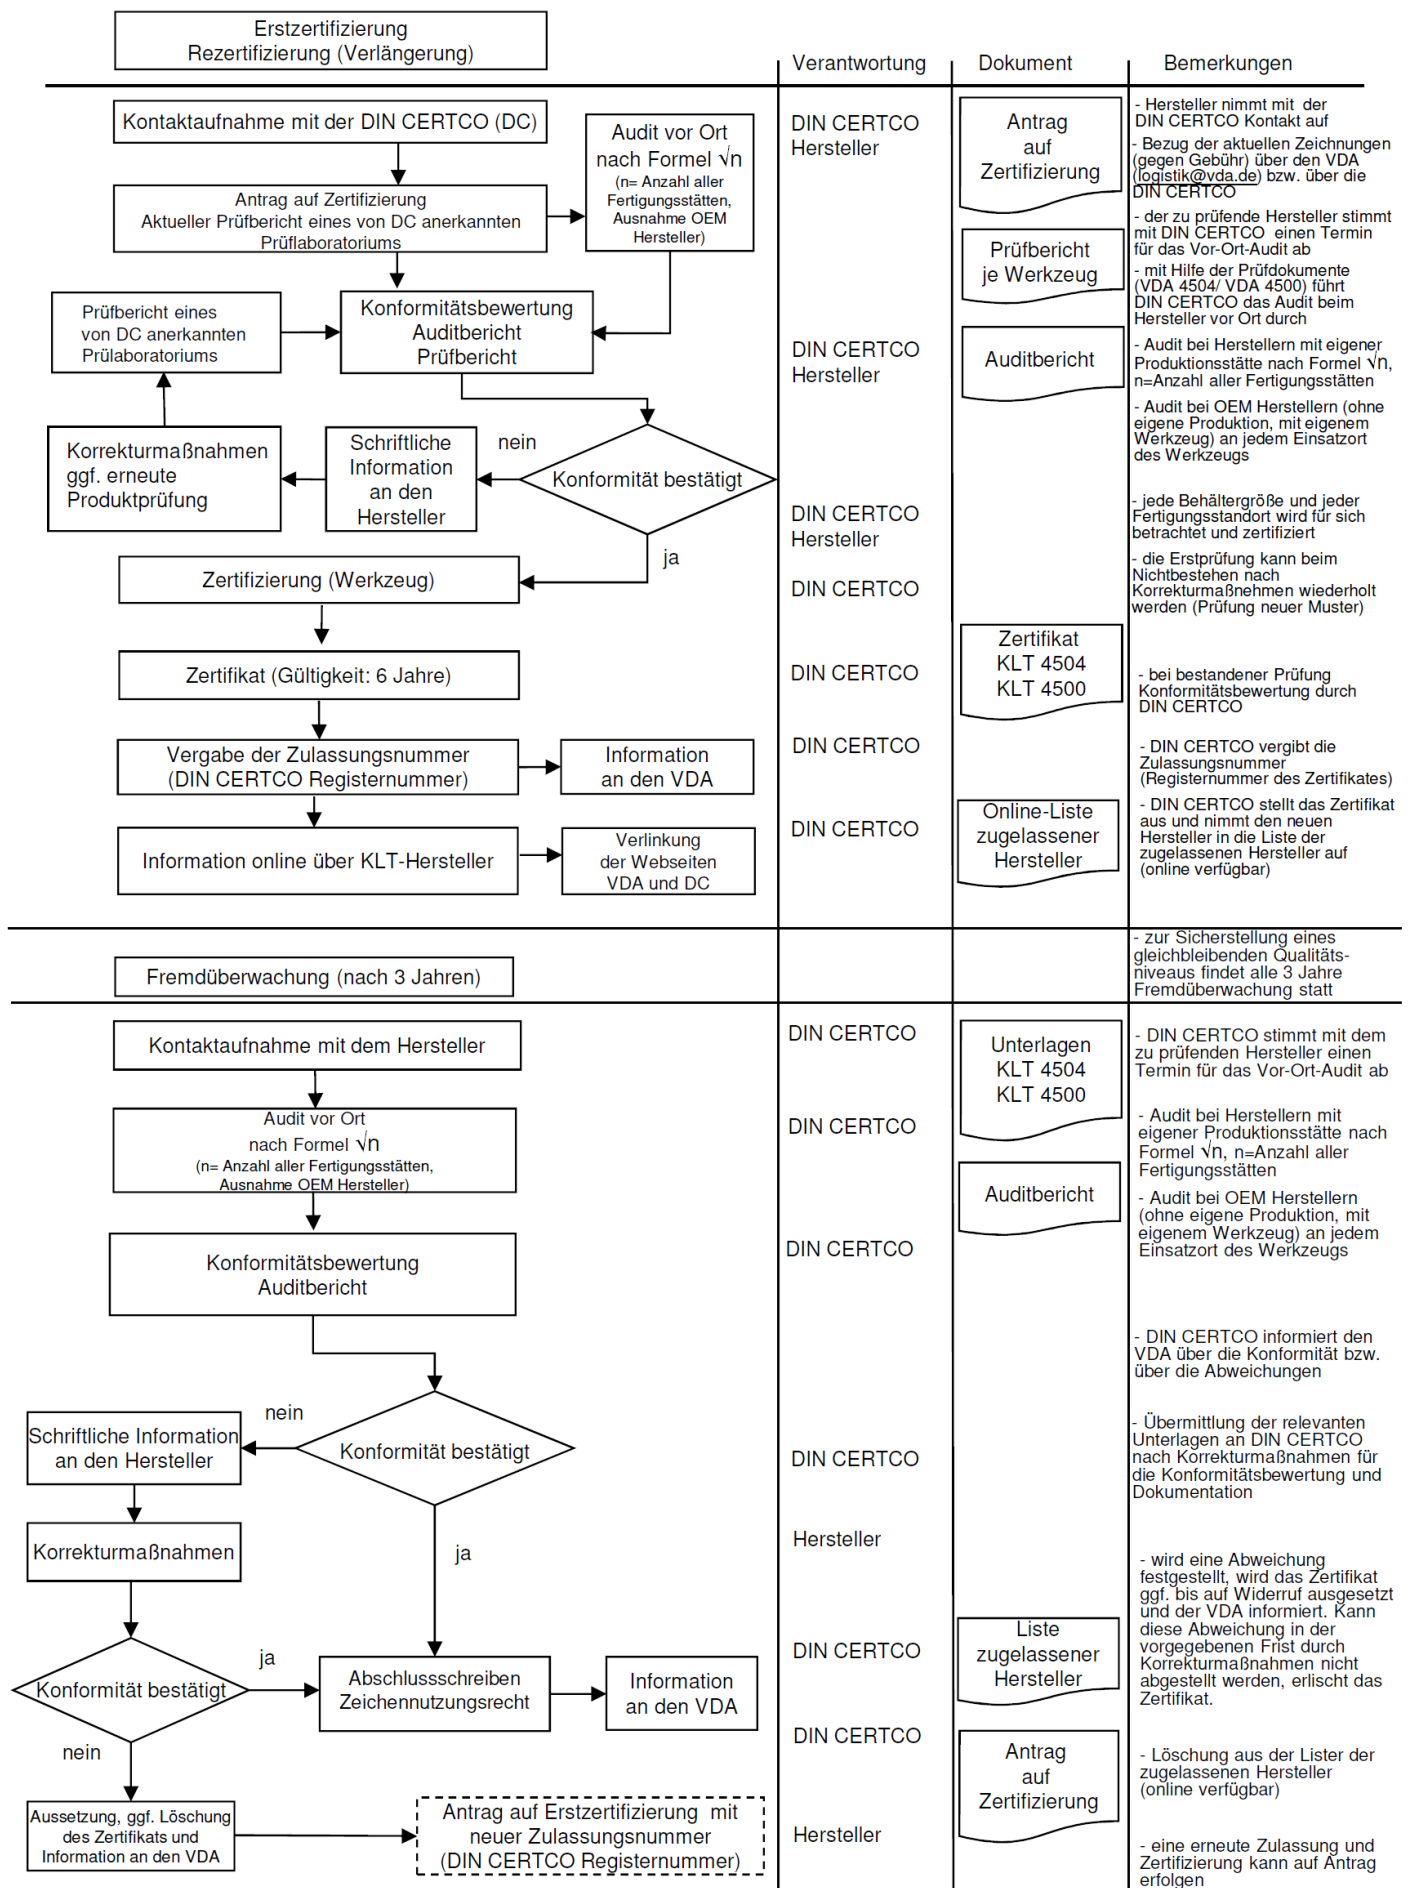 Erstzertifizierung
Rezertifizierung (Verlängerung)
Verantwortung
Dokument
Bemerkungen
Kontaktaufnahme mit der DIN CERTCO (DC)
Antrag auf Zertifizierung
Aktueller Prüfbericht eines von DC anerkannten
Prüflaboratoriums
Audit vor Ort
nach Formel √n
(n= Anzahl aller
Fertigungsstätten,
Ausnahme OEM
Hersteller)
Prüfbericht eines
von DC anerkannten
Prülaboratoriums
Konformitätsbewertung
Auditbericht
Prüfbericht
Korrekturmaßnahmen
ggf. erneute
Produktprüfung
Schriftliche
Information
an den
Hersteller
nein
Konformität bestätigt
ja
Zertifizierung (Werkzeug)
Zertifikat (Gültigkeit: 6 Jahre)
Vergabe der Zulassungsnummer
(DIN CERTCO Registernummer)
Information
an den VDA
Information online über KLT-Hersteller
Verlinkung
der Webseiten
VDA und DC
DIN CERTCO
Hersteller
DIN CERTCO
Hersteller
DIN CERTCO
Hersteller
DIN CERTCO
DIN CERTCO
DIN CERTCO
DIN CERTCO
Antrag
auf
Zertifizierung
Prüfbericht
je Werkzeug
Auditbericht
Zertifikat
KLT 4504
KLT 4500
Online-Liste
zugelassener
Hersteller
- Hersteller nimmt mit der
DIN CERTCO Kontakt auf
- Bezug der aktuellen Zeichnungen
(gegen Gebühr) über den VDA
(logistik@vda.de) bzw. über die
DIN CERTCO
- der zu prüfende Hersteller stimmt
mit DIN CERTCO einen Termin
für das Vor-Ort-Audit ab
- mit Hilfe der Prüfdokumente
(VDA 4504/ VDA 4500) führt
DIN CERTCO das Audit beim
Hersteller vor Ort durch
- Audit bei Herstellern mit eigener
Produktionsstätte nach Formel √n,
n=Anzahl aller Fertigungsstätten
- Audit bei OEM Herstellern (ohne
eigene Produktion, mit eigenem
Werkzeug) an jedem Einsatzort
des Werkzeugs
- jede Behältergröße und jeder
Fertigungsstandort wird für sich
betrachtet und zertifiziert
- die Erstprüfung kann beim
Nichtbestehen nach
Korrekturmaßnehmen wiederholt
werden (Prüfung neuer Muster)
- bei bestandener Prüfung
Konformitätsbewertung durch
DIN CERTCO
- DIN CERTCO vergibt die
Zulassungsnummer
(Registernummer des Zertifikates)
- DIN CERTCO stellt das Zertifikat
aus und nimmt den neuen
Hersteller in die Liste der
zugelassenen Hersteller auf
(online verfügbar)
Fremdüberwachung (nach 3 Jahren)
- zur Sicherstellung eines
gleichbleibenden Qualitäts-
niveaus findet alle 3 Jahre
Fremdüberwachung statt
Kontaktaufnahme mit dem Hersteller
Audit vor Ort
nach Formel √n
(n= Anzahl aller Fertigungsstätten,
Ausnahme OEM Hersteller)
Konformitätsbewertung
Auditbericht
nein
Konformität bestätigt
ja
Schriftliche Information
an den Hersteller
Korrekturmaßnahmen
Konformität bestätigt
ja
nein
Abschlussschreiben
Zeichennutzungsrecht
Information
an den VDA
Aussetzung, ggf. Löschung
des Zertifikats und
Information an den VDA
Antrag auf Erstzertifizierung mit
neuer Zulassungsnummer
(DIN CERTCO Registernummer)
DIN CERTCO
DIN CERTCO
DIN CERTCO
DIN CERTCO
Hersteller
DIN CERTCO
DIN CERTCO
Hersteller
Unterlagen
KLT 4504
KLT 4500
Auditbericht
Liste
zugelassener
Hersteller
Antrag
auf
Zertifizierung
- DIN CERTCO stimmt mit dem
zu prüfenden Hersteller einen
Termin für das Vor-Ort-Audit ab
- Audit bei Herstellern mit
eigener Produktionsstätte nach
Formel √n, n=Anzahl aller
Fertigungsstätten
- Audit bei OEM Herstellern
(ohne eigene Produktion, mit
eigenem Werkzeug) an jedem
Einsatzort des Werkzeugs
- DIN CERTCO informiert den
VDA über die Konformität bzw.
über die Abweichungen
- Übermittlung der relevanten
Unterlagen an DIN CERTCO
nach Korrekturmaßnahmen für
die Konformitätsbewertung und
Dokumentation
- wird eine Abweichung
festgestellt, wird das Zertifikat
ggf. bis auf Widerruf ausgesetzt
und der VDA informiert. Kann
diese Abweichung in der
vorgegebenen Frist durch
Korrekturmaßnahmen nicht
abgestellt werden, erlischt das
Zertifikat.
- Löschung aus der Lister der
zugelassenen Hersteller
(online verfügbar)
- eine erneute Zulassung und
Zertifizierung kann auf Antrag
erfolgen